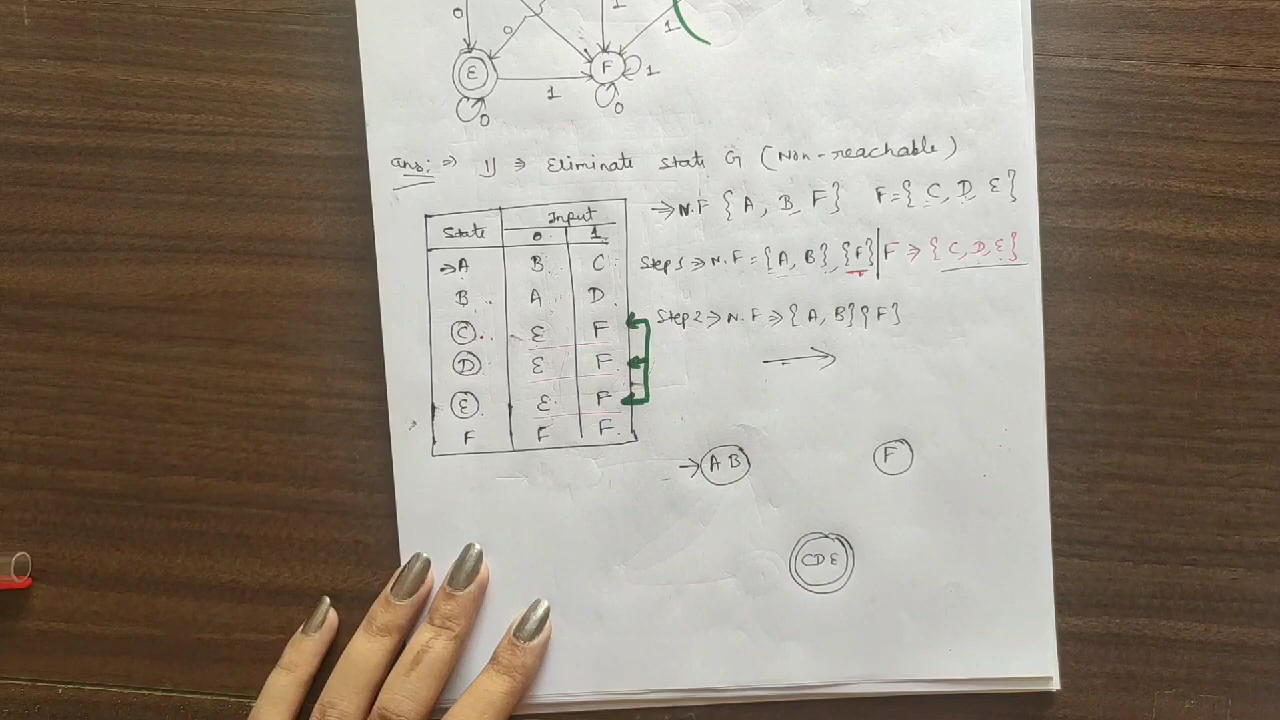 0 0 1 1
E F 1
1
0 0
ans: ⇒ 1) ⇒ Eliminate state G (Non-reachable)
→ N.F { A, B, F } F = { C, D, E }
State Input
0 1
→A B C
B A D
C E F
D E F
E E F
F F F
Step 1 ⇒ N.F = {A, B}, {F} | F ⇒ { C, D, E }
Step 2 ⇒ N.F ⇒ {A, B} {F}
→ A B F
CDE